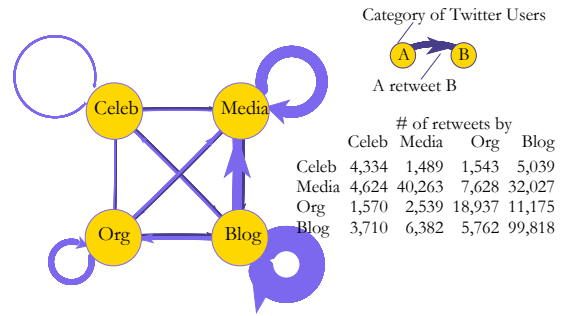 Category of Twitter Users
A B
A retweet B
Celeb Media
Org Blog
# of retweets by
Celeb Media Org Blog
Celeb 4,334 1,489 1,543 5,039
Media 4,624 40,263 7,628 32,027
Org 1,570 2,539 18,937 11,175
Blog 3,710 6,382 5,762 99,818